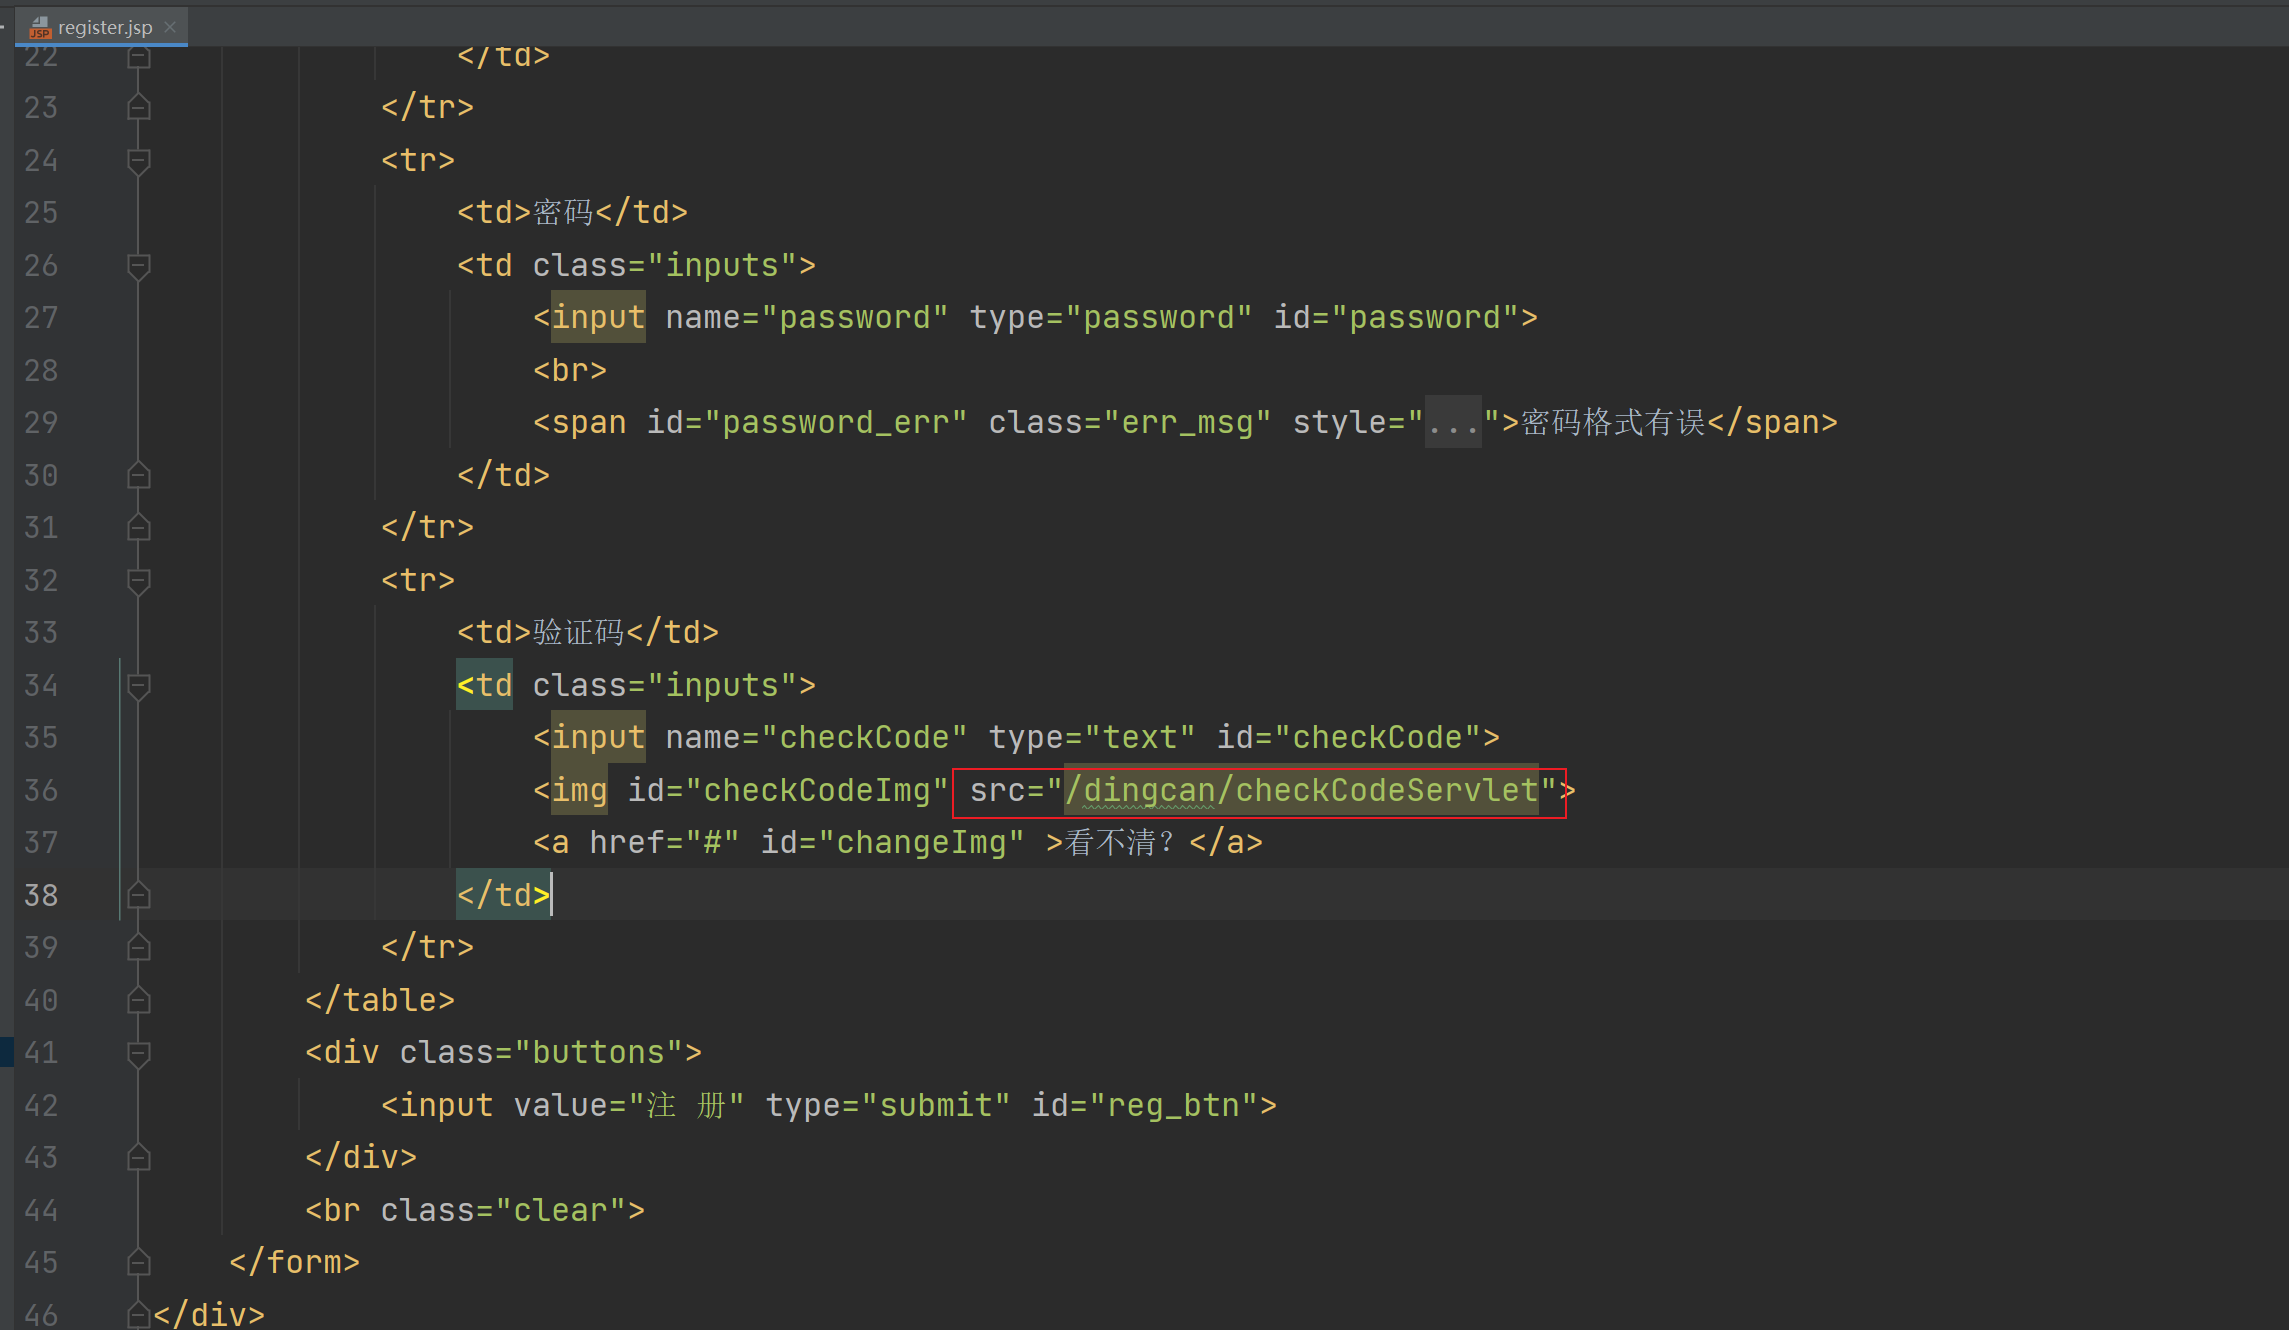 register.jsp
22 </td>
23 </tr>
24 <tr>
25 <td>密码</td>
26 <td class="inputs">
27 <input name="password" type="password" id="password">
28 <br>
29 <span id="password_err" class="err_msg" style="...">密码格式有误</span>
30 </td>
31 </tr>
32 <tr>
33 <td>验证码</td>
34 <td class="inputs">
35 <input name="checkCode" type="text" id="checkCode">
36 <img id="checkCodeImg" src="/dingcan/checkCodeServlet">
37 <a href="#" id="changeImg" >看不清？</a>
38 </td>
39 </tr>
40 </table>
41 <div class="buttons">
42 <input value="注 册" type="submit" id="reg_btn">
43 </div>
44 <br class="clear">
45 </form>
46 </div>